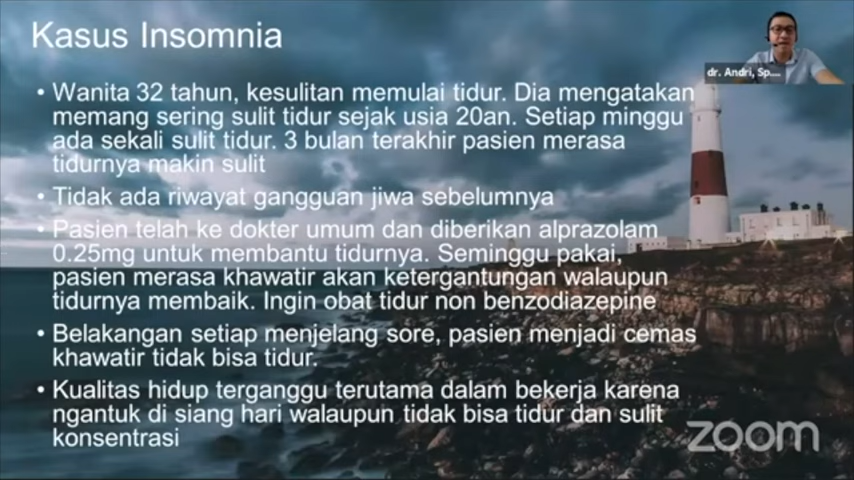 Kasus Insomnia
dr. Andri, Sp....
• Wanita 32 tahun, kesulitan memulai tidur. Dia mengatakan
memang sering sulit tidur sejak usia 20an. Setiap minggu
ada sekali sulit tidur. 3 bulan terakhir pasien merasa
tidurnya makin sulit
• Tidak ada riwayat gangguan jiwa sebelumnya
• Pasien telah ke dokter umum dan diberikan alprazolam
0.25mg untuk membantu tidurnya. Seminggu pakai,
pasien merasa khawatir akan ketergantungan walaupun
tidurnya membaik. Ingin obat tidur non benzodiazepine
• Belakangan setiap menjelang sore, pasien menjadi cemas
khawatir tidak bisa tidur.
• Kualitas hidup terganggu terutama dalam bekerja karena
ngantuk di siang hari walaupun tidak bisa tidur dan sulit
konsentrasi
zoom